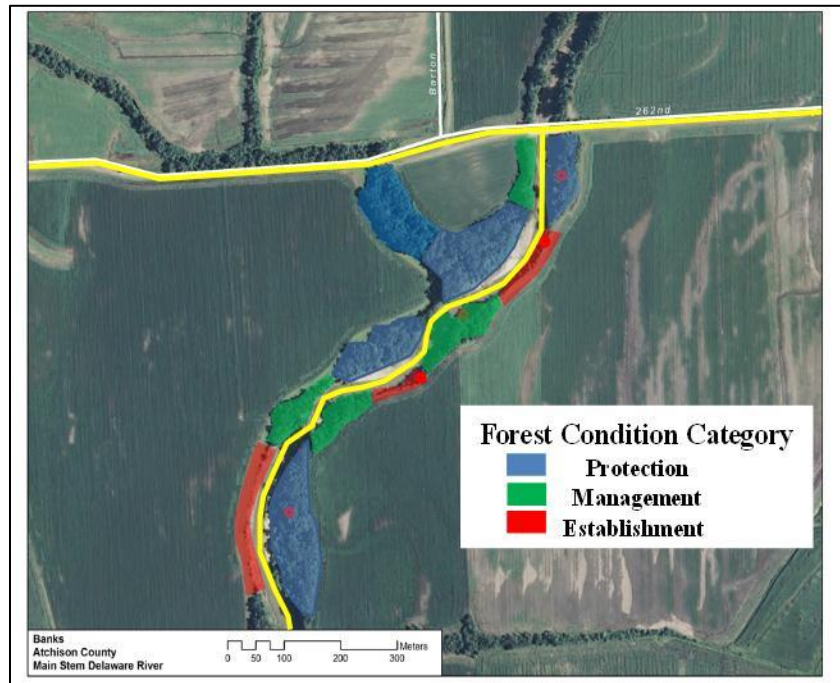 Barton
262nd
Forest Condition Category
Protection
Management
Establishment
Banks
Atchison County
Main Stem Delaware River
Meters
0 50 100 200 300